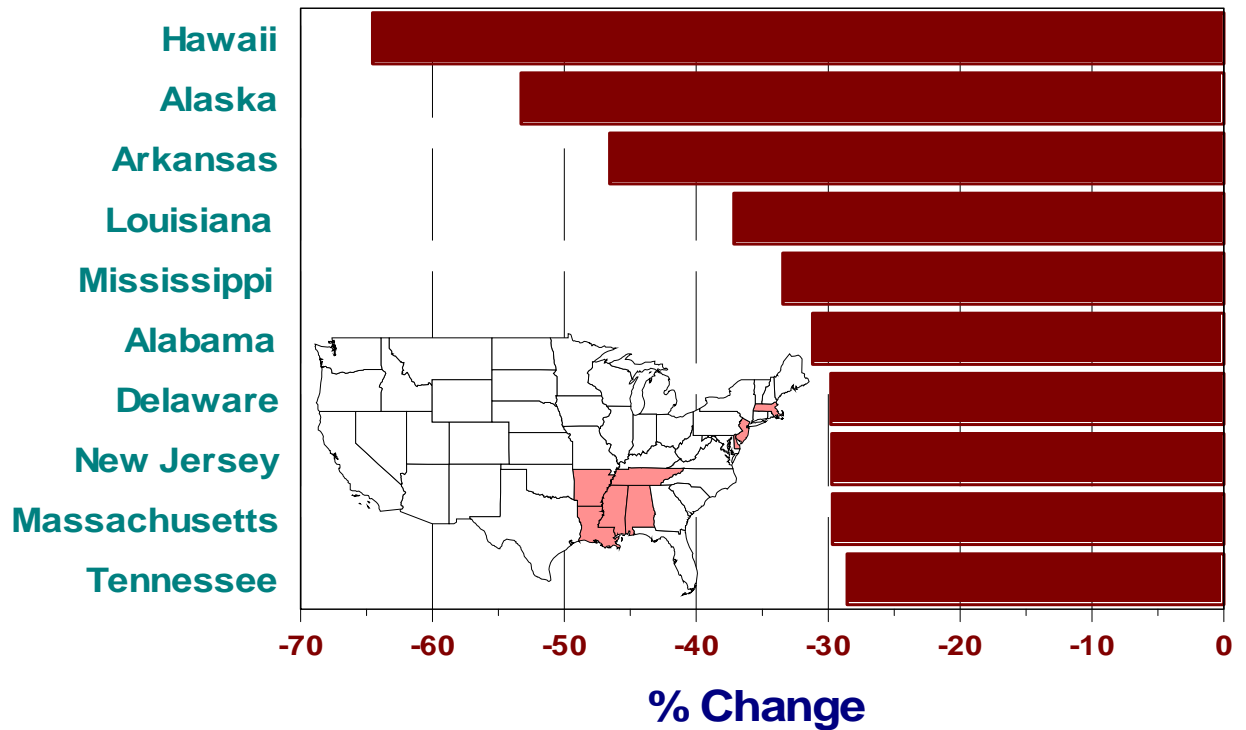 Hawaii
Alaska
Arkansas
Louisiana
Mississippi
Alabama
Delaware
New Jersey
Massachusetts
Tennessee
-70 -60 -50 -40 -30 -20 -10 0
% Change